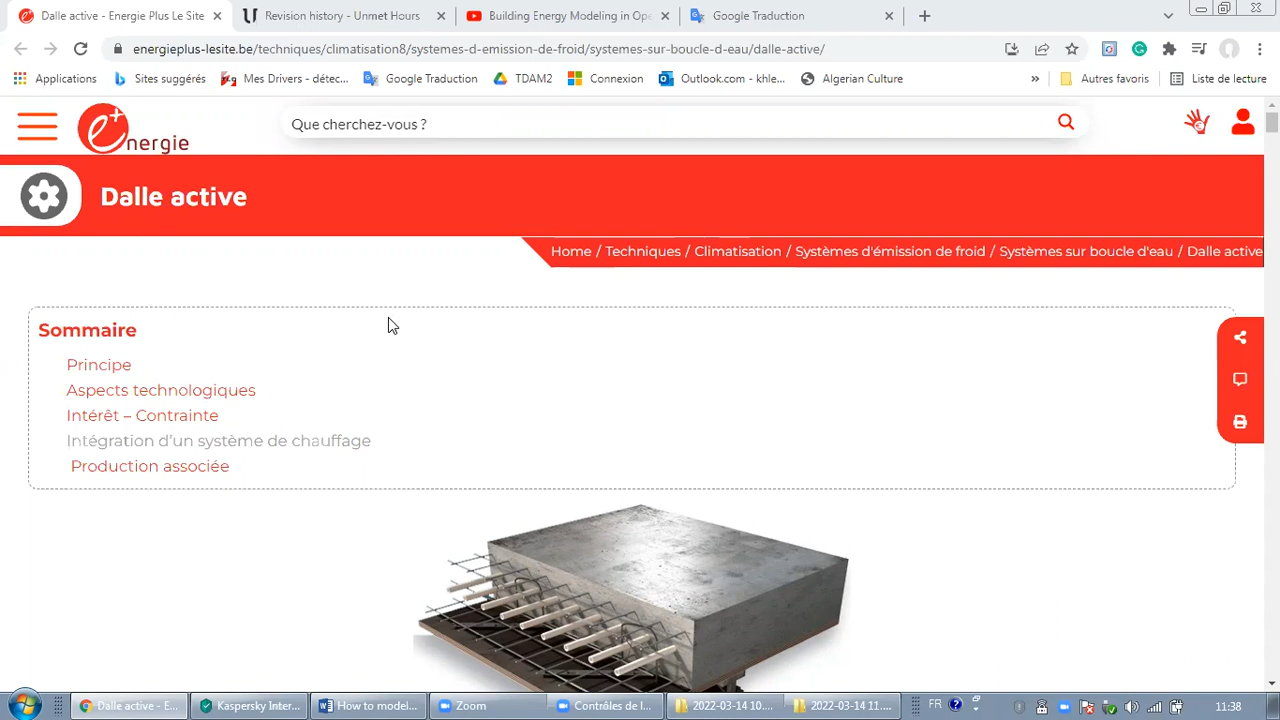 Dalle active - Energie Plus Le Site
Revision history - Unmet Hours
Building Energy Modeling in Ope
Google Traduction
energieplus-lesite.be/techniques/climatisation8/systemes-d-emission-de-froid/systemes-sur-boucle-d-eau/dalle-active/
Applications
Sites suggérés
Mes Drivers - détec...
Google Traduction
TDAM2
Connexion
Outlook.com - khle...
Algerian Culture
»
Autres favoris
Liste de lecture
e+nergie
Que cherchez-vous ?
Dalle active
Home / Techniques / Climatisation / Systèmes d'émission de froid / Systèmes sur boucle d'eau / Dalle active
Sommaire
Principe
Aspects technologiques
Intérêt – Contrainte
Intégration d'un système de chauffage
Production associée
Dalle active - E...
Kaspersky Inter...
How to model...
Zoom
Contrôles de l...
2022-03-14 10....
2022-03-14 11....
FR
11:38